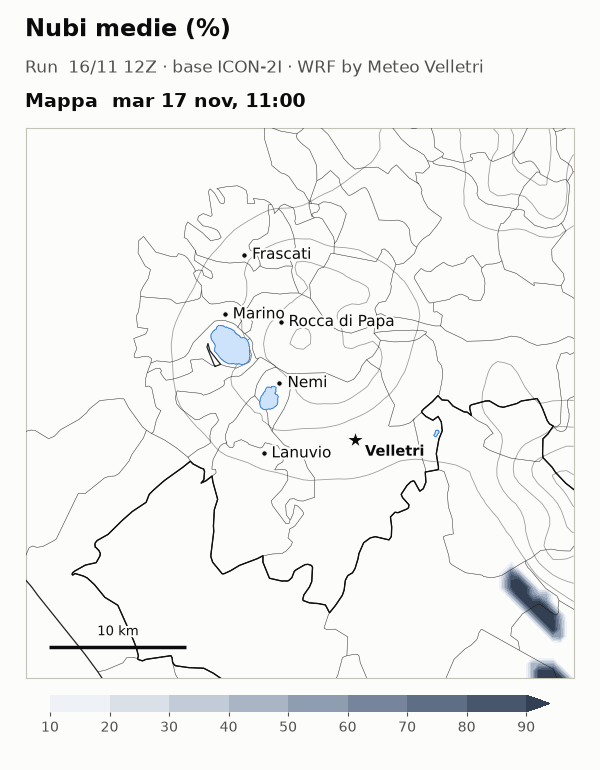 Nubi medie (%)
Run  16/11 12Z · base ICON-2I · WRF by Meteo Velletri
Mappa  mar 17 nov, 11:00
Frascati
Marino
Rocca di Papa
Nemi
Velletri
Lanuvio
10 km
10 20 30 40 50 60 70 80 90